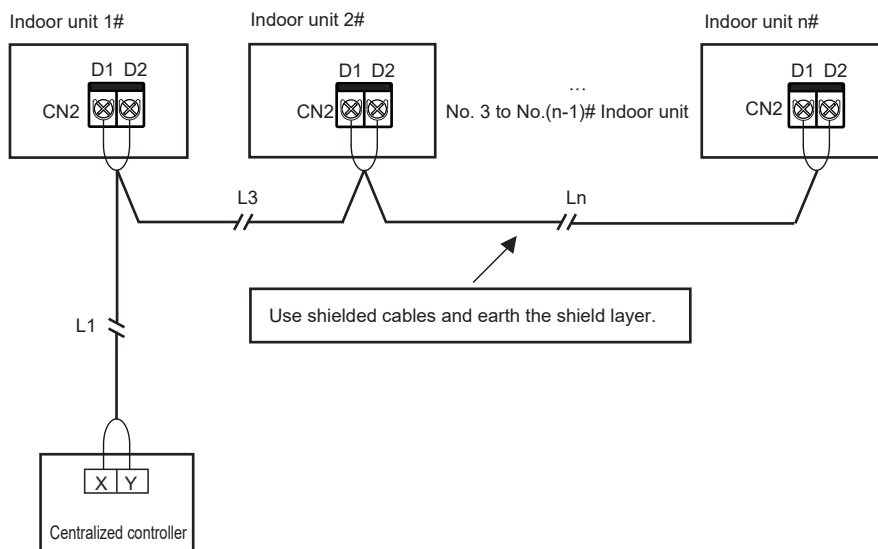 Indoor unit 1#
Indoor unit 2#
Indoor unit n#
D1 D2
CN2
D1 D2
CN2
...
No. 3 to No.(n-1)# Indoor unit
D1 D2
CN2
L3
Ln
L1
Use shielded cables and earth the shield layer.
X Y
Centralized controller